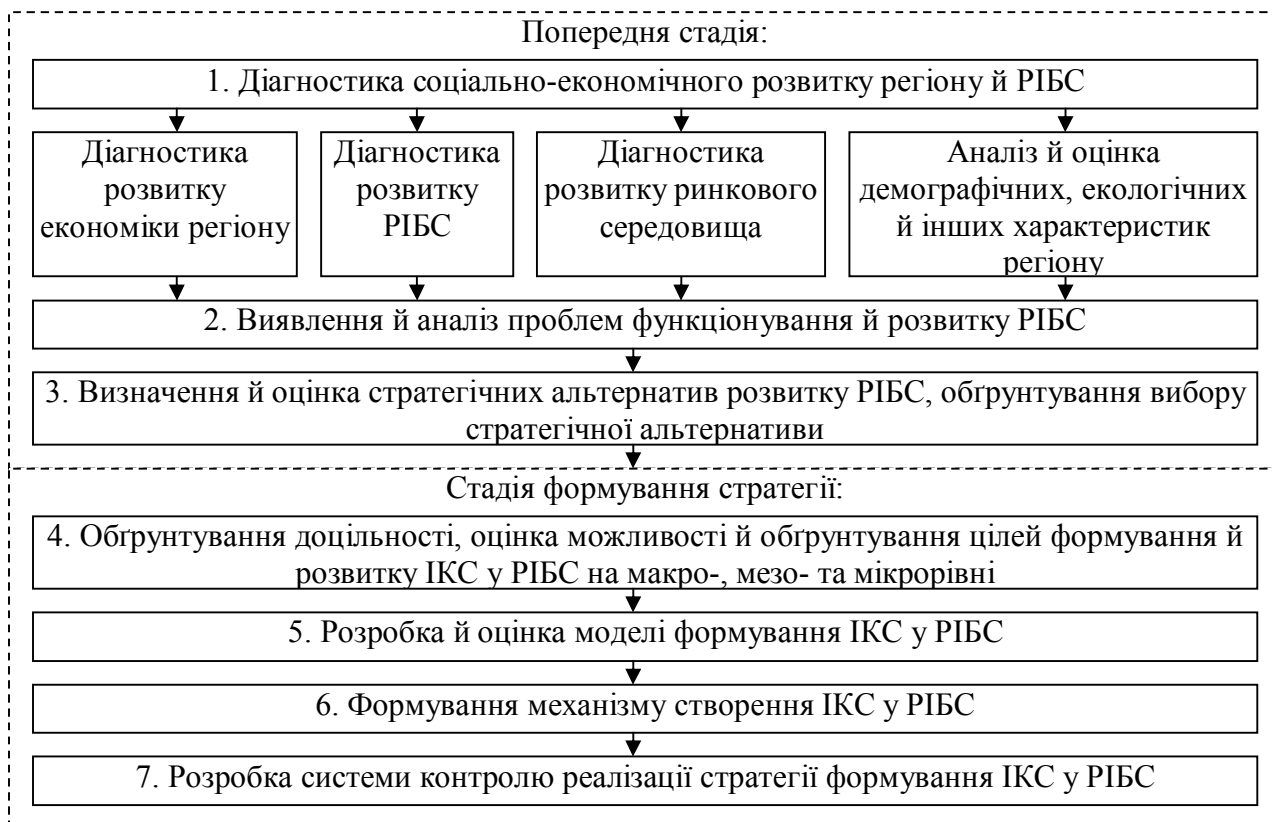 Попередня стадія:
1. Діагностика соціально-економічного розвитку регіону й РІБС
Діагностика
розвитку
економіки регіону
Діагностика
розвитку
РІБС
Діагностика
розвитку ринкового
середовища
Аналіз й оцінка
демографічних, екологічних
й інших характеристик
регіону
2. Виявлення й аналіз проблем функціонування й розвитку РІБС
3. Визначення й оцінка стратегічних альтернатив розвитку РІБС, обґрунтування вибору
стратегічної альтернативи
Стадія формування стратегії:
4. Обґрунтування доцільності, оцінка можливості й обґрунтування цілей формування й
розвитку ІКС у РІБС на макро-, мезо- та мікрорівні
5. Розробка й оцінка моделі формування ІКС у РІБС
6. Формування механізму створення ІКС у РІБС
7. Розробка системи контролю реалізації стратегії формування ІКС у РІБС